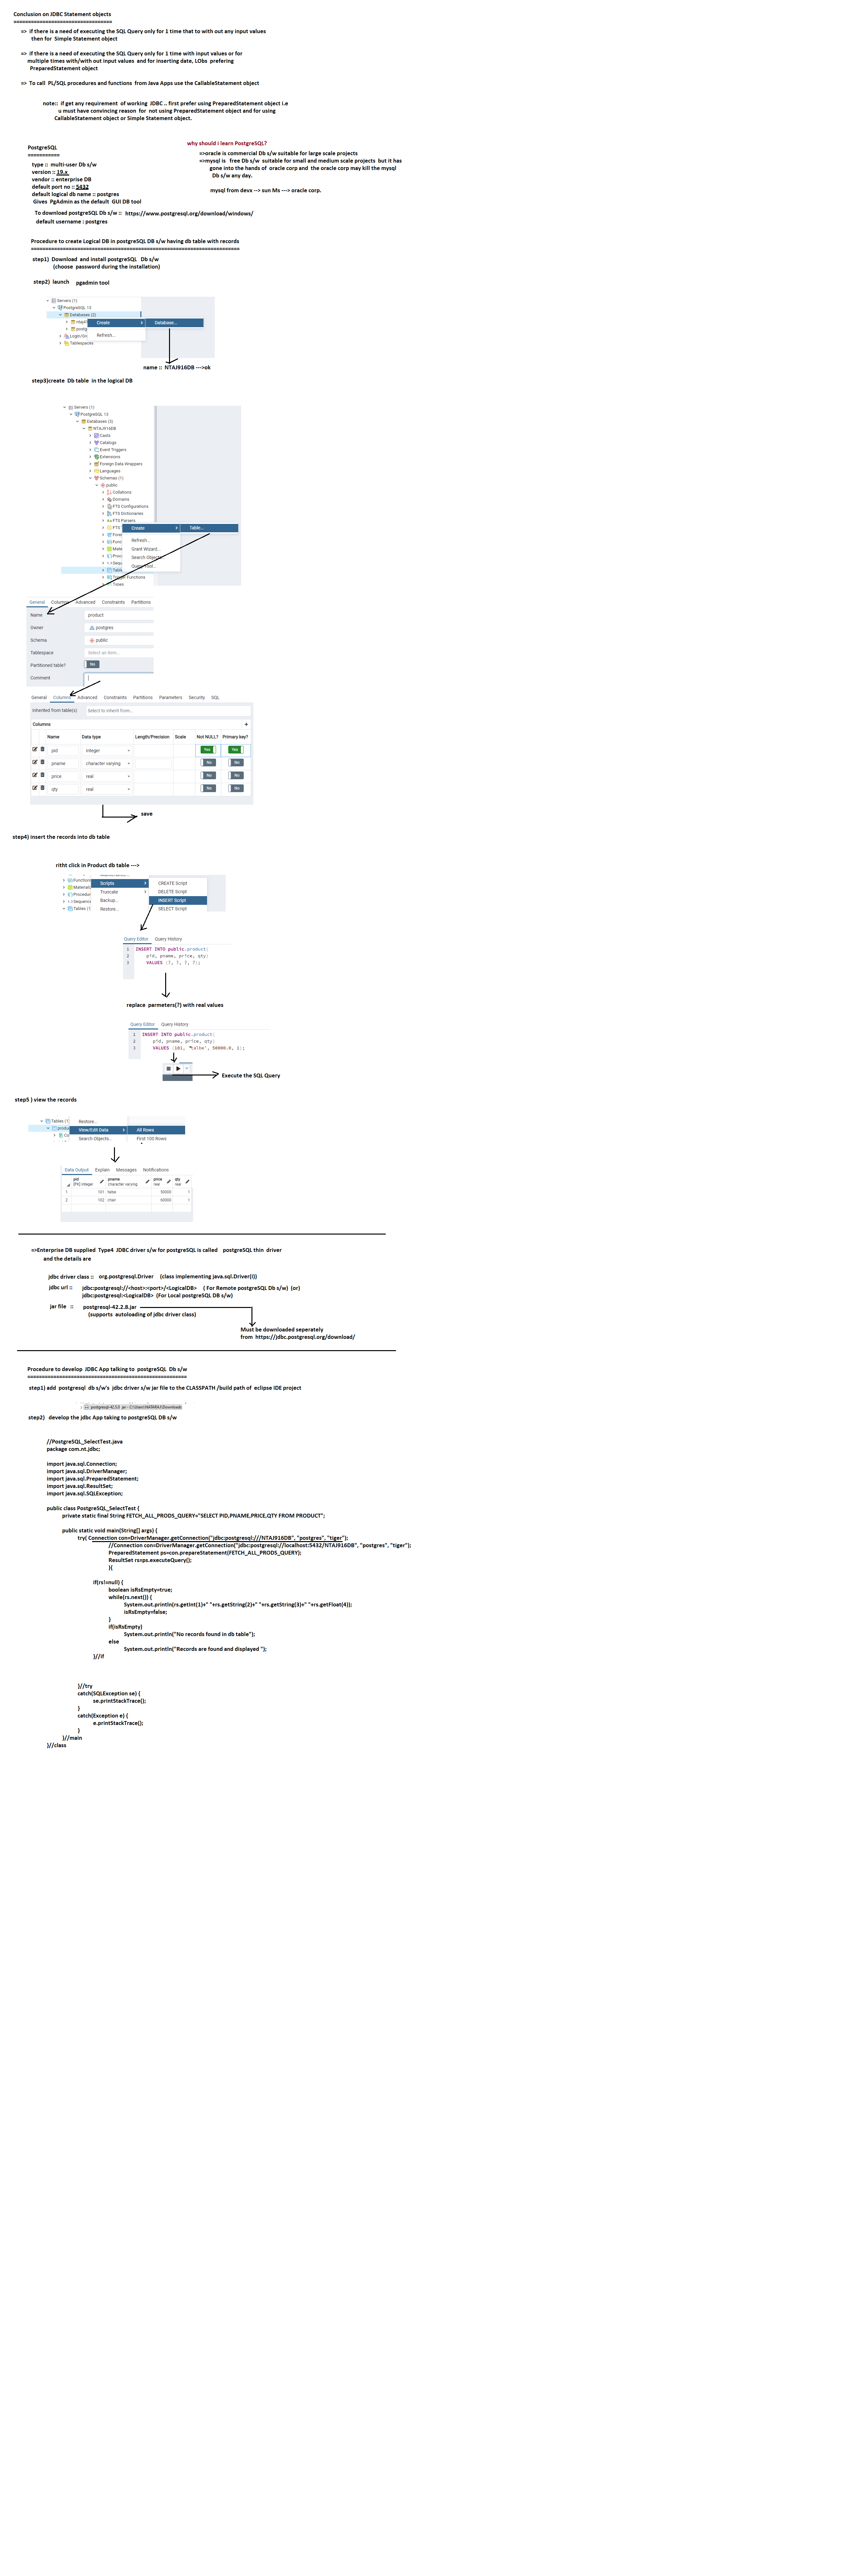 Conclusion on JDBC Statement objects
==================================
=> if there is a need of executing the SQL Query only for 1 time that to with out any input values
then for Simple Statement object
=> if there is a need of executing the SQL Query only for 1 time with input values or for
multiple times with/with out input values and for inserting date, LObs prefering
PreparedStatement object
=> To call PL/SQL procedures and functions from Java Apps use the CallableStatement object
note:: if get any requirement of working JDBC .. first prefer using PreparedStatement object i.e
u must have convincing reason for not using PreparedStatement object and for using
CallableStatement object or Simple Statement object.
PostgreSQL
===========
type :: multi-user Db s/w
version :: 19.x
vendor :: enterprise DB
default port no :: 5432
default logical db name :: postgres
Gives PgAdmin as the default GUI DB tool
To download postgreSQL Db s/w :: https://www.postgresql.org/download/windows/
default username : postgres
why should I learn PostgreSQL?
=>oracle is commercial Db s/w suitable for large scale projects
=>mysql is free Db s/w suitable for small and medium scale projects but it has
gone into the hands of oracle corp and the oracle corp may kill the mysql
Db s/w any day.
mysql from devx --> sun Ms ---> oracle corp.
Procedure to create Logical DB in postgreSQL DB s/w having db table with records
========================================================================
step1) Download and install postgreSQL Db s/w
(choose password during the installation)
step2) launch pgadmin tool
Servers (1)
PostgreSQL 13
Databases (2)
Create
Database...
postg
Refresh...
Login/Go
Tablespaces
name :: NTAJ916DB --->ok
step3)create Db table in the logical DB
Servers (1)
PostgreSQL 13
Databases (3)
NTAJ916DB
Casts
Catalogs
Event Triggers
Extensions
Foreign Data Wrappers
Languages
Schemas (1)
public
Collations
Domains
FTS Configurations
FTS Dictionaries
FTS Parsers
FTS
Create
Table...
Fore
Refresh...
Func
Mate
Grant Wizard...
Proc
Search Objects...
Sequ
Query Tool...
Table
Trigger Functions
Types
General Columns Advanced Constraints Partitions
Name product
Owner postgres
Schema public
Tablespace Select an item...
Partitioned table? No
Comment
General Columns Advanced Constraints Partitions Parameters Security SQL
Inherited from table(s) Select to inherit from...
Columns +
Name Data type Length/Precision Scale Not NULL? Primary key?
pid integer Yes Yes
pname character varying No No
price real No No
qty real No No
save
step4) insert the records into db table
ritht click in Product db table --->
Functions
Scripts
CREATE Script
Materializ
Truncate
DELETE Script
Procedur
Backup...
INSERT Script
Sequence
Restore...
SELECT Script
Tables (1
Query Editor Query History
1 INSERT INTO public.product(
2 pid, pname, price, qty)
3 VALUES (?, ?, ?, ?);
replace parmeters(?) with real values
Query Editor Query History
1 INSERT INTO public.product(
2 pid, pname, price, qty)
3 VALUES (101, 'talbe', 50000.0, 1);
Execute the SQL Query
step5 ) view the records
Tables (1
Restore...
produ
View/Edit Data
All Rows
Co
Search Objects...
First 100 Rows
Data Output Explain Messages Notifications
pid
[PK] integer
pname
character varying
price
real
qty
real
1 101 table 50000 1
2 102 chair 60000 1
=>Enterprise DB supplied Type4 JDBC driver s/w for postgreSQL is called postgreSQL thin driver
and the details are
jdbc driver class :: org.postgresql.Driver (class implementing java.sql.Driver(I))
jdbc url :: jdbc:postgresql://<host>:<port>/<LogicalDB> ( For Remote postgreSQL Db s/w) (or)
jdbc:postgresql:<LogicalDB> (For Local postgreSQL DB s/w)
jar file :: postgresql-42.2.8.jar
(supports autoloading of jdbc driver class)
Must be downloaded seperately
from https://jdbc.postgresql.org/download/
Procedure to develop JDBC App talking to postgreSQL Db s/w
=======================================================
step1) add postgresql db s/w's jdbc driver s/w jar file to the CLASSPATH /build path of eclipse IDE project
step2) develop the jdbc App taking to postgreSQL DB s/w
//PostgreSQL_SelectTest.java
package com.nt.jdbc;
import java.sql.Connection;
import java.sql.DriverManager;
import java.sql.PreparedStatement;
import java.sql.ResultSet;
import java.sql.SQLException;
public class PostgreSQL_SelectTest {
private static final String FETCH_ALL_PRODS_QUERY="SELECT PID,PNAME,PRICE,QTY FROM PRODUCT";
public static void main(String[] args) {
try( Connection con=DriverManager.getConnection("jdbc:postgresql:///NTAJ916DB", "postgres", "tiger");
//Connection con=DriverManager.getConnection("jdbc:postgresql://localhost:5432/NTAJ916DB", "postgres", "tiger");
PreparedStatement ps=con.prepareStatement(FETCH_ALL_PRODS_QUERY);
ResultSet rs=ps.executeQuery();
){
if(rs!=null) {
boolean isRsEmpty=true;
while(rs.next()) {
System.out.println(rs.getInt(1)+" "+rs.getString(2)+" "+rs.getString(3)+" "+rs.getFloat(4));
isRsEmpty=false;
}
if(isRsEmpty)
System.out.println("No records found in db table");
else
System.out.println("Records are found and displayed ");
}//if
}//try
catch(SQLException se) {
se.printStackTrace();
}
catch(Exception e) {
e.printStackTrace();
}
}//main
}//class